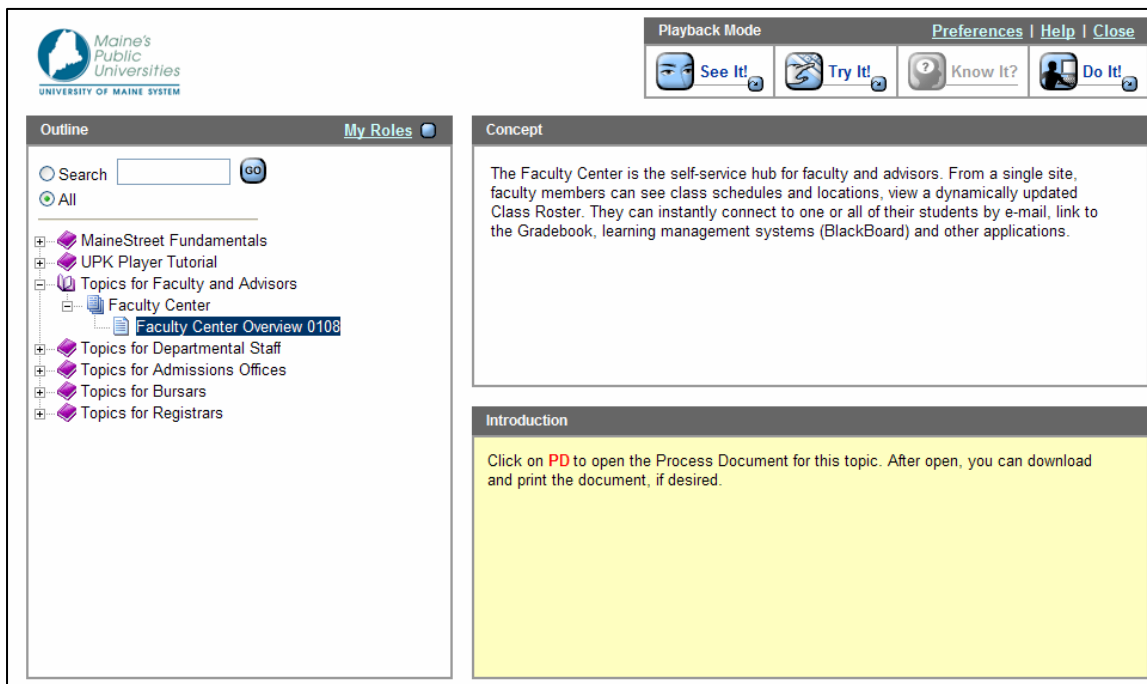 Maine's
Public
Universities
UNIVERSITY OF MAINE SYSTEM
Playback Mode
Preferences | Help | Close
See It!
Try It!
? Know It?
Do It!
Outline
My Roles
Search
GO
All
MaineStreet Fundamentals
UPK Player Tutorial
Topics for Faculty and Advisors
Faculty Center
Faculty Center Overview 0108
Topics for Departmental Staff
Topics for Admissions Offices
Topics for Bursars
Topics for Registrars
Concept
The Faculty Center is the self-service hub for faculty and advisors. From a single site,
faculty members can see class schedules and locations, view a dynamically updated
Class Roster. They can instantly connect to one or all of their students by e-mail, link to
the Gradebook, learning management systems (BlackBoard) and other applications.
Introduction
Click on PD to open the Process Document for this topic. After open, you can download
and print the document, if desired.